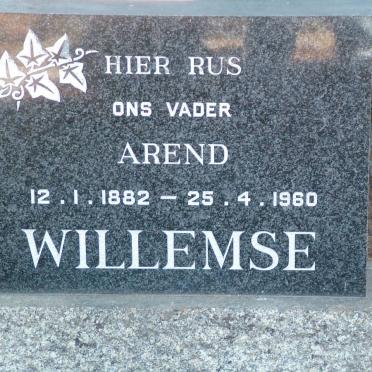 HIER RUS
ONS VADER
AREND
12.1.1882 — 25.4.1960
WILLEMSE